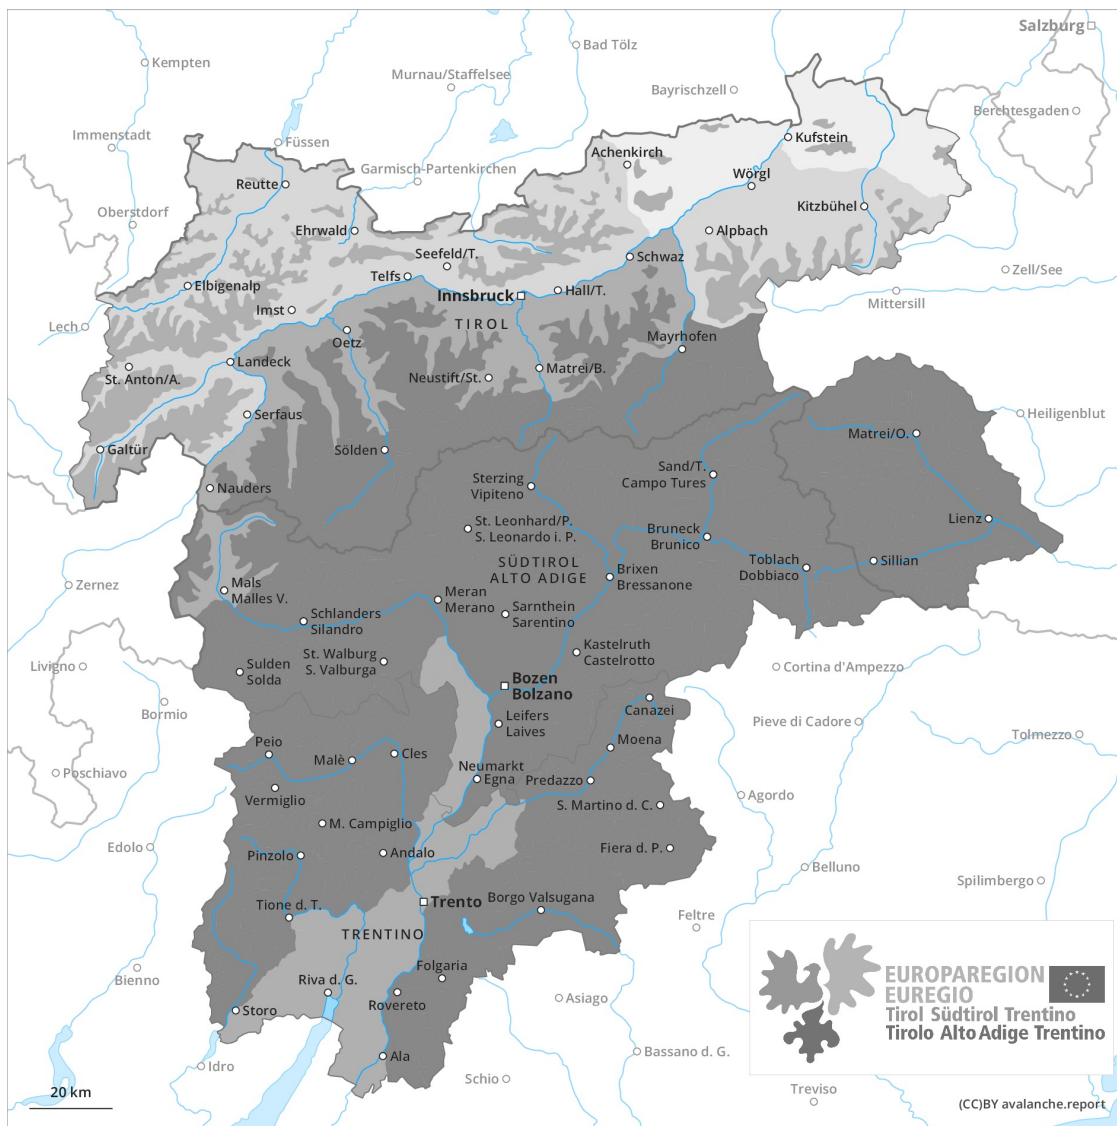 Salzburg
Bad Tölz
Kempten
Murnau/Staffelsee
Bayrischzell
Berchtesgaden
Immenstadt
Füssen
Kufstein
Achenkirch
Garmisch-Partenkirchen
Wörgl
Reutte
Kitzbühel
Oberstdorf
Ehrwald
Alpbach
Seefeld/T.
Schwaz
Zell/See
Telfs
Elbigenalp
Hall/T.
Innsbruck
Mittersill
Imst
Lech
TIROL
Oetz
Mayrhofen
Landeck
Matrei/B.
St. Anton/A.
Neustift/St.
Serfaus
Heiligenblut
Matrei/O.
Galtür
Sölden
Sand/T.
Campo Tures
Sterzing
Vipiteno
Nauders
Lienz
St. Leonhard/P.
S. Leonardo i. P.
Bruneck
Brunico
SÜDTIROL
ALTO ADIGE
Toblach
Dobbiaco
Sillian
Brixen
Bressanone
Zernez
Mals
Malles V.
Meran
Merano
Schlanders
Silandro
Sarnthein
Sarentino
Kastelruth
Castelrotto
St. Walburg
S. Valburga
Livigno
Sulden
Solda
Cortina d'Ampezzo
Bozen
Bolzano
Bormio
Canazei
Leifers
Laives
Pieve di Cadore
Tolmezzo
Moena
Peio
Cles
Malè
Poschiavo
Neumarkt
Egna
Predazzo
Vermiglio
S. Martino d. C.
Agordo
M. Campiglio
Edolo
Pinzolo
Andalo
Fiera d. P.
Belluno
Spilimbergo
Trento
Borgo Valsugana
Tione d. T.
Feltre
TRENTINO
Folgaria
Bienno
Riva d. G.
Rovereto
Asiago
Storo
EUROPAREGION
EUREGIO
Tirol Südtirol Trentino
Tirolo Alto Adige Trentino
Ala
Bassano d. G.
Idro
Schio
Treviso
20 km
(CC)BY avalanche.report